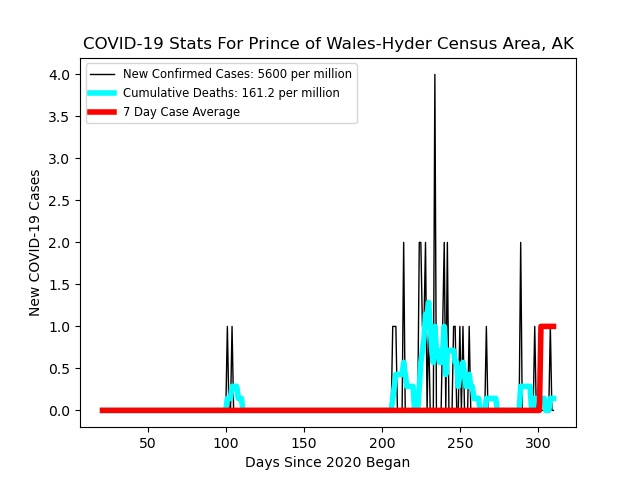 COVID-19 Stats For Prince of Wales-Hyder Census Area, AK
New Confirmed Cases: 5600 per million
Cumulative Deaths: 161.2 per million
7 Day Case Average
New COVID-19 Cases
4.0
3.5
3.0
2.5
2.0
1.5
1.0
0.5
0.0
50 100 150 200 250 300
Days Since 2020 Began